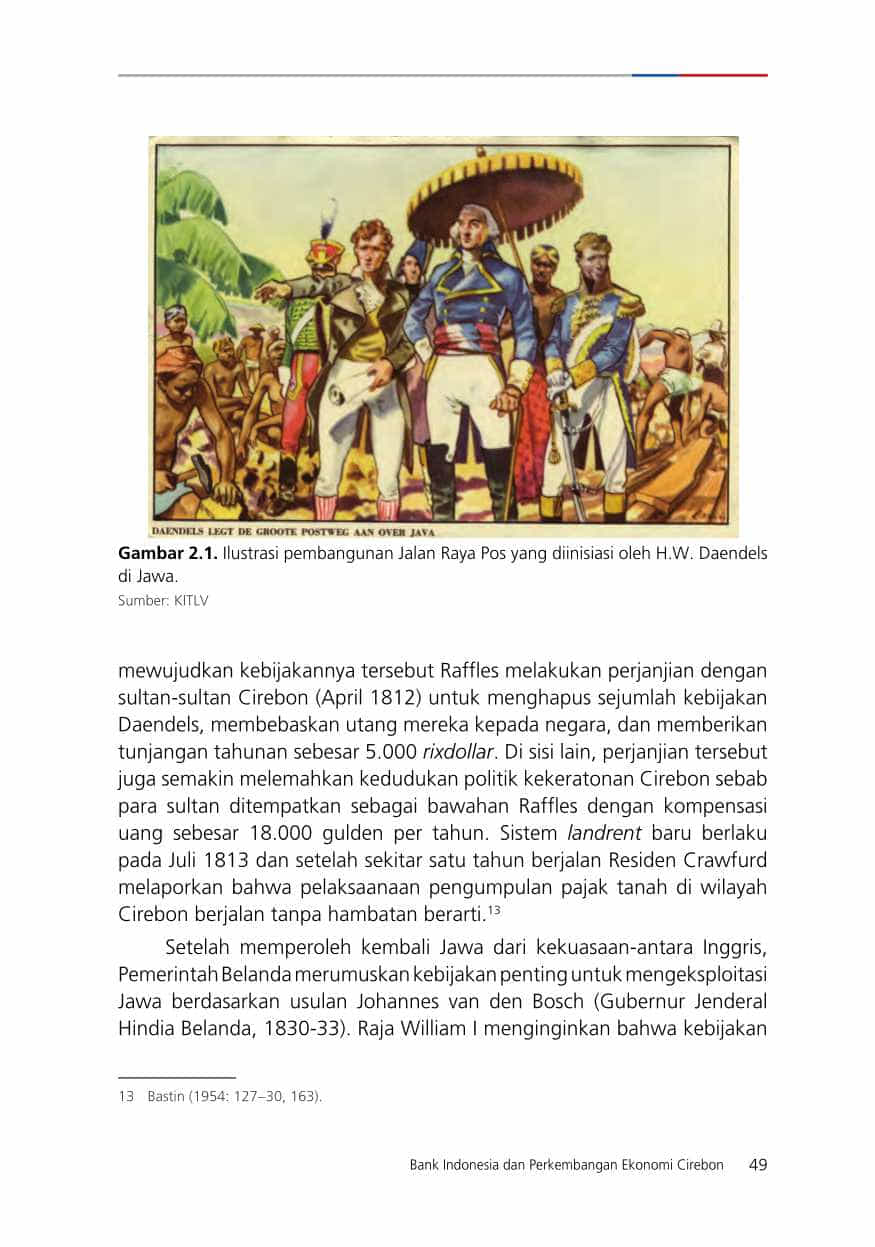 DAENDELS LEGT DE GROOTE POSTWEG AAN OVER JAVA
Gambar 2.1. Ilustrasi pembangunan Jalan Raya Pos yang diinisiasi oleh H.W. Daendels
di Jawa.
Sumber: KITLV
mewujudkan kebijakannya tersebut Raffles melakukan perjanjian dengan
sultan-sultan Cirebon (April 1812) untuk menghapus sejumlah kebijakan
Daendels, membebaskan utang mereka kepada negara, dan memberikan
tunjangan tahunan sebesar 5.000 rixdollar. Di sisi lain, perjanjian tersebut
juga semakin melemahkan kedudukan politik kekeratonan Cirebon sebab
para sultan ditempatkan sebagai bawahan Raffles dengan kompensasi
uang sebesar 18.000 gulden per tahun. Sistem landrent baru berlaku
pada Juli 1813 dan setelah sekitar satu tahun berjalan Residen Crawfurd
melaporkan bahwa pelaksanaan pengumpulan pajak tanah di wilayah
Cirebon berjalan tanpa hambatan berarti.13
Setelah memperoleh kembali Jawa dari kekuasaan-antara Inggris,
Pemerintah Belanda merumuskan kebijakan penting untuk mengeksploitasi
Jawa berdasarkan usulan Johannes van den Bosch (Gubernur Jenderal
Hindia Belanda, 1830-33). Raja William I menginginkan bahwa kebijakan
13 Bastin (1954: 127–30, 163).
Bank Indonesia dan Perkembangan Ekonomi Cirebon 49